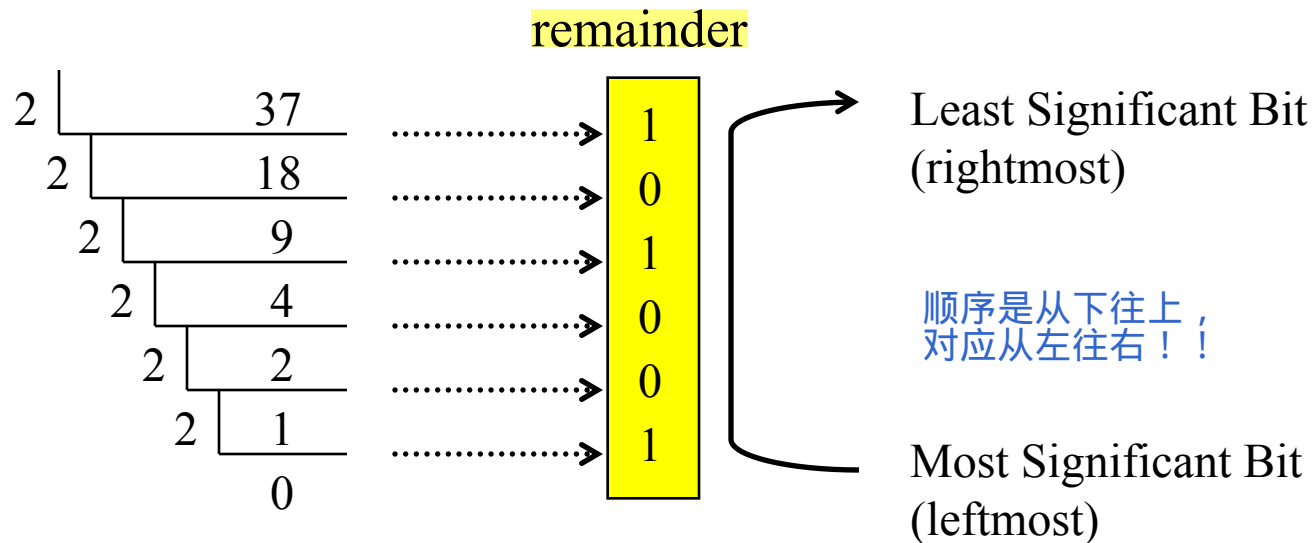 remainder
2 37 1 Least Significant Bit
(rightmost)
2 18 0
2 9 1
2 4 0
顺序是从下往上，
对应从左往右！！
2 2 0
2 1 1 Most Significant Bit
(leftmost)
0